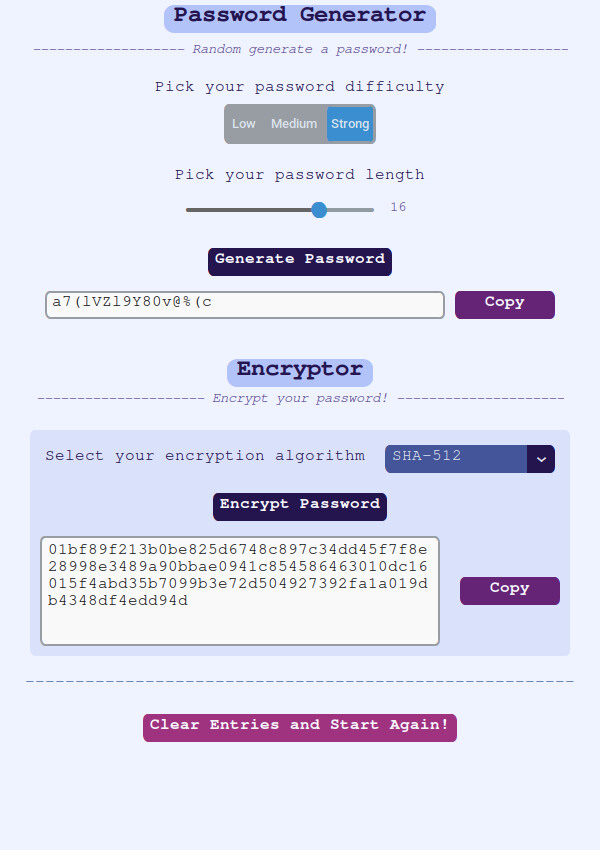 Password Generator
Random generate a password!
Pick your password difficulty
Low Medium Strong
Pick your password length
16
Generate Password
a7(lVZl9Y80v@%(c
Copy
Encryptor
Encrypt your password!
Select your encryption algorithm
SHA-512
Encrypt Password
01bf89f213b0be825d6748c897c34dd45f7f8e
28998e3489a90bbae0941c854586463010dc16
015f4abd35b7099b3e72d504927392fa1a019d
b4348df4edd94d
Copy
Clear Entries and Start Again!